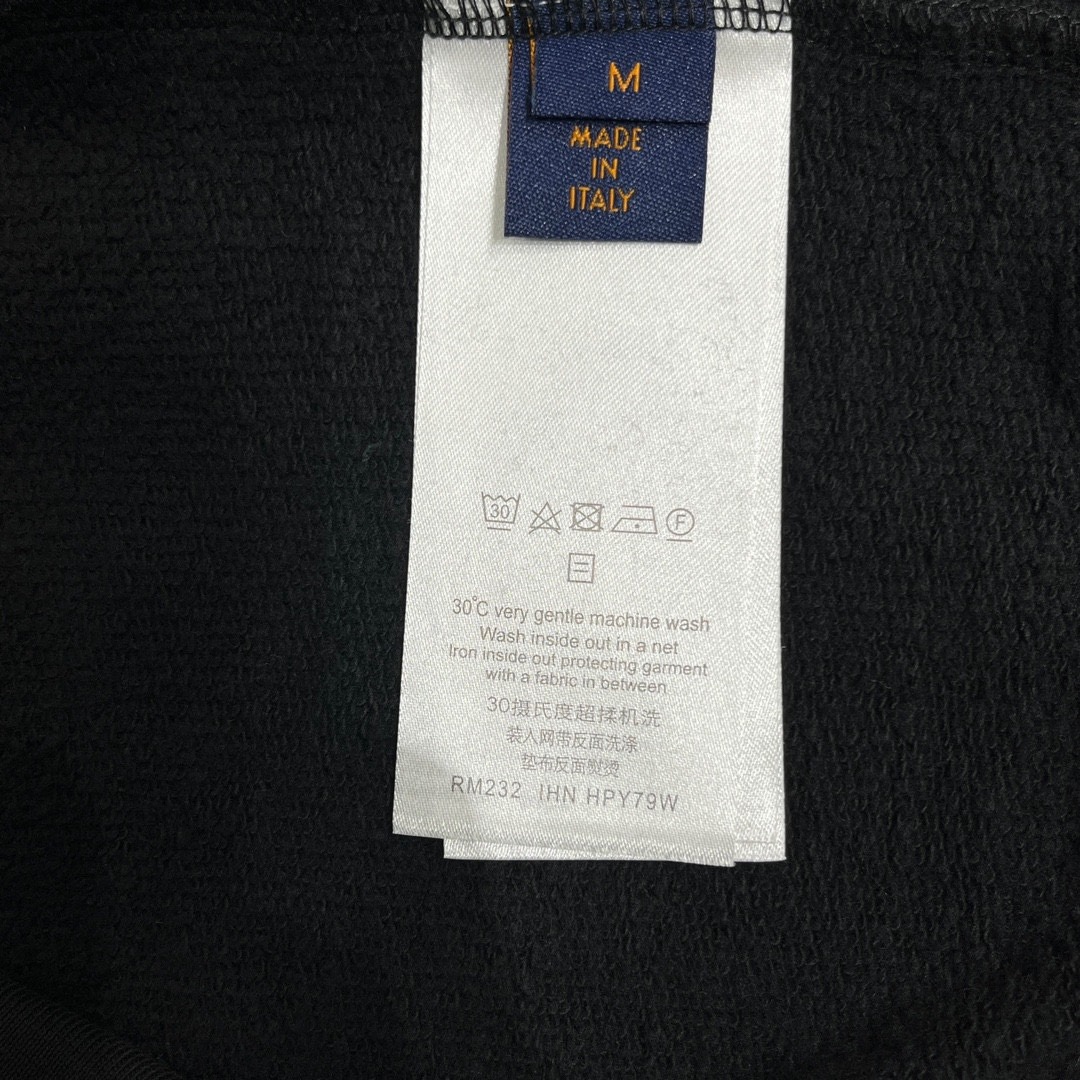 M
MADE
IN
ITALY
30 F
30°C very gentle machine wash
Wash inside out in a net
Iron inside out protecting garment
with a fabric in between
30摄氏度超揉机洗
装入网带反面洗涤
垫布反面熨烫
RM232 IHN HPY79W